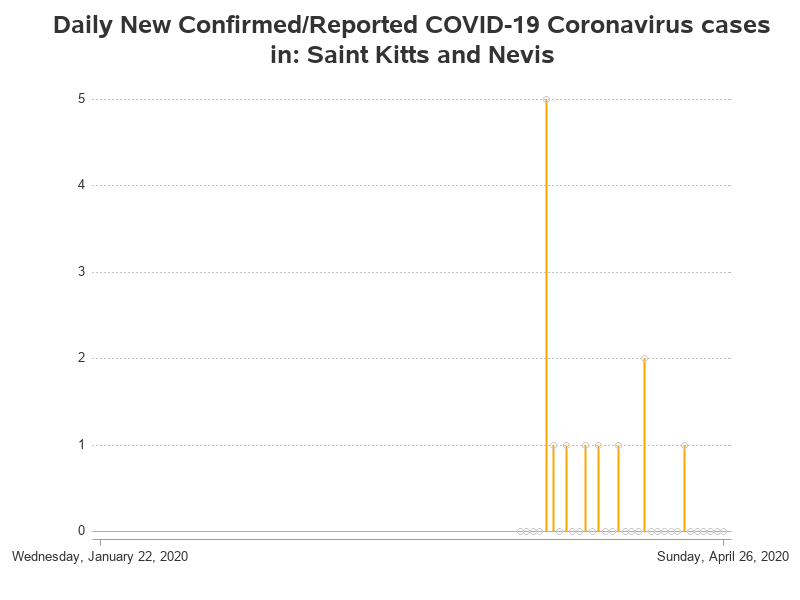 Daily New Confirmed/Reported COVID-19 Coronavirus cases
in: Saint Kitts and Nevis
5
4
3
2
1
0
Wednesday, January 22, 2020
Sunday, April 26, 2020